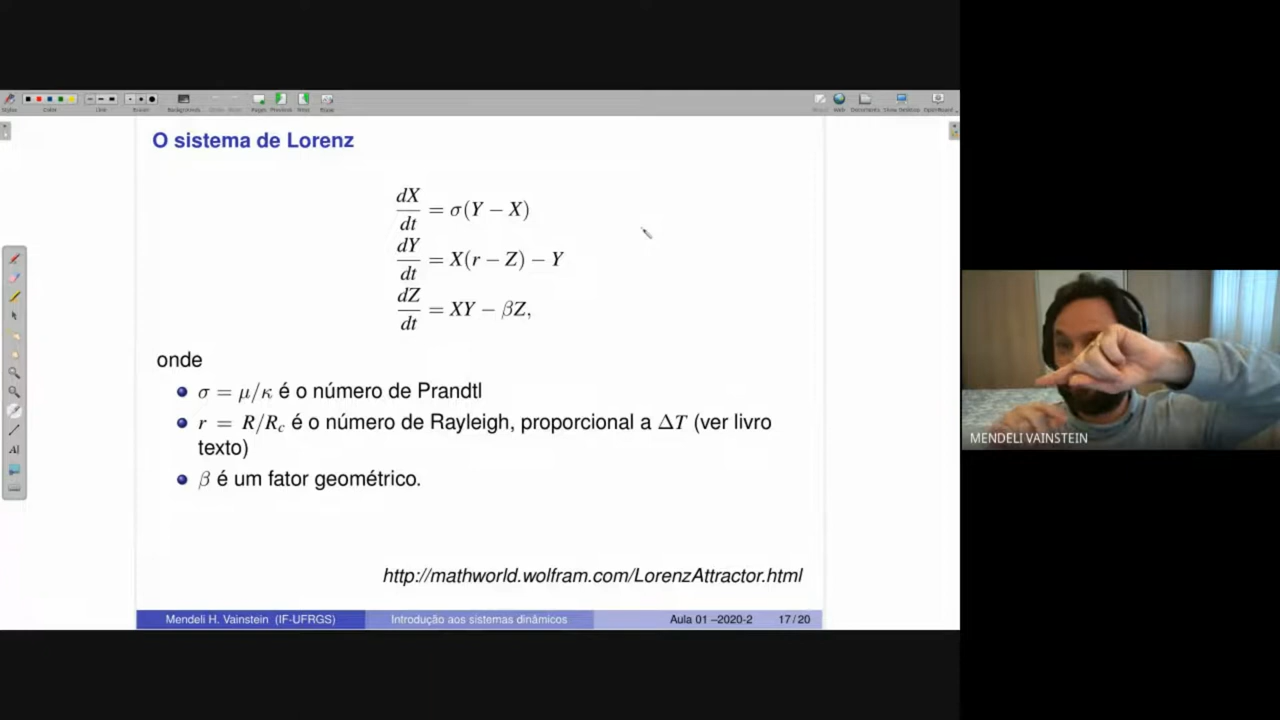 O sistema de Lorenz
dX/dt = σ(Y − X)
dY/dt = X(r − Z) − Y
dZ/dt = XY − βZ,
onde
σ = μ/κ é o número de Prandtl
r = R/R_c é o número de Rayleigh, proporcional a ΔT (ver livro
texto)
β é um fator geométrico.
http://mathworld.wolfram.com/LorenzAttractor.html
Mendeli H. Vainstein (IF-UFRGS) Introdução aos sistemas dinâmicos Aula 01 –2020-2 17 / 20
MENDELI VAINSTEIN